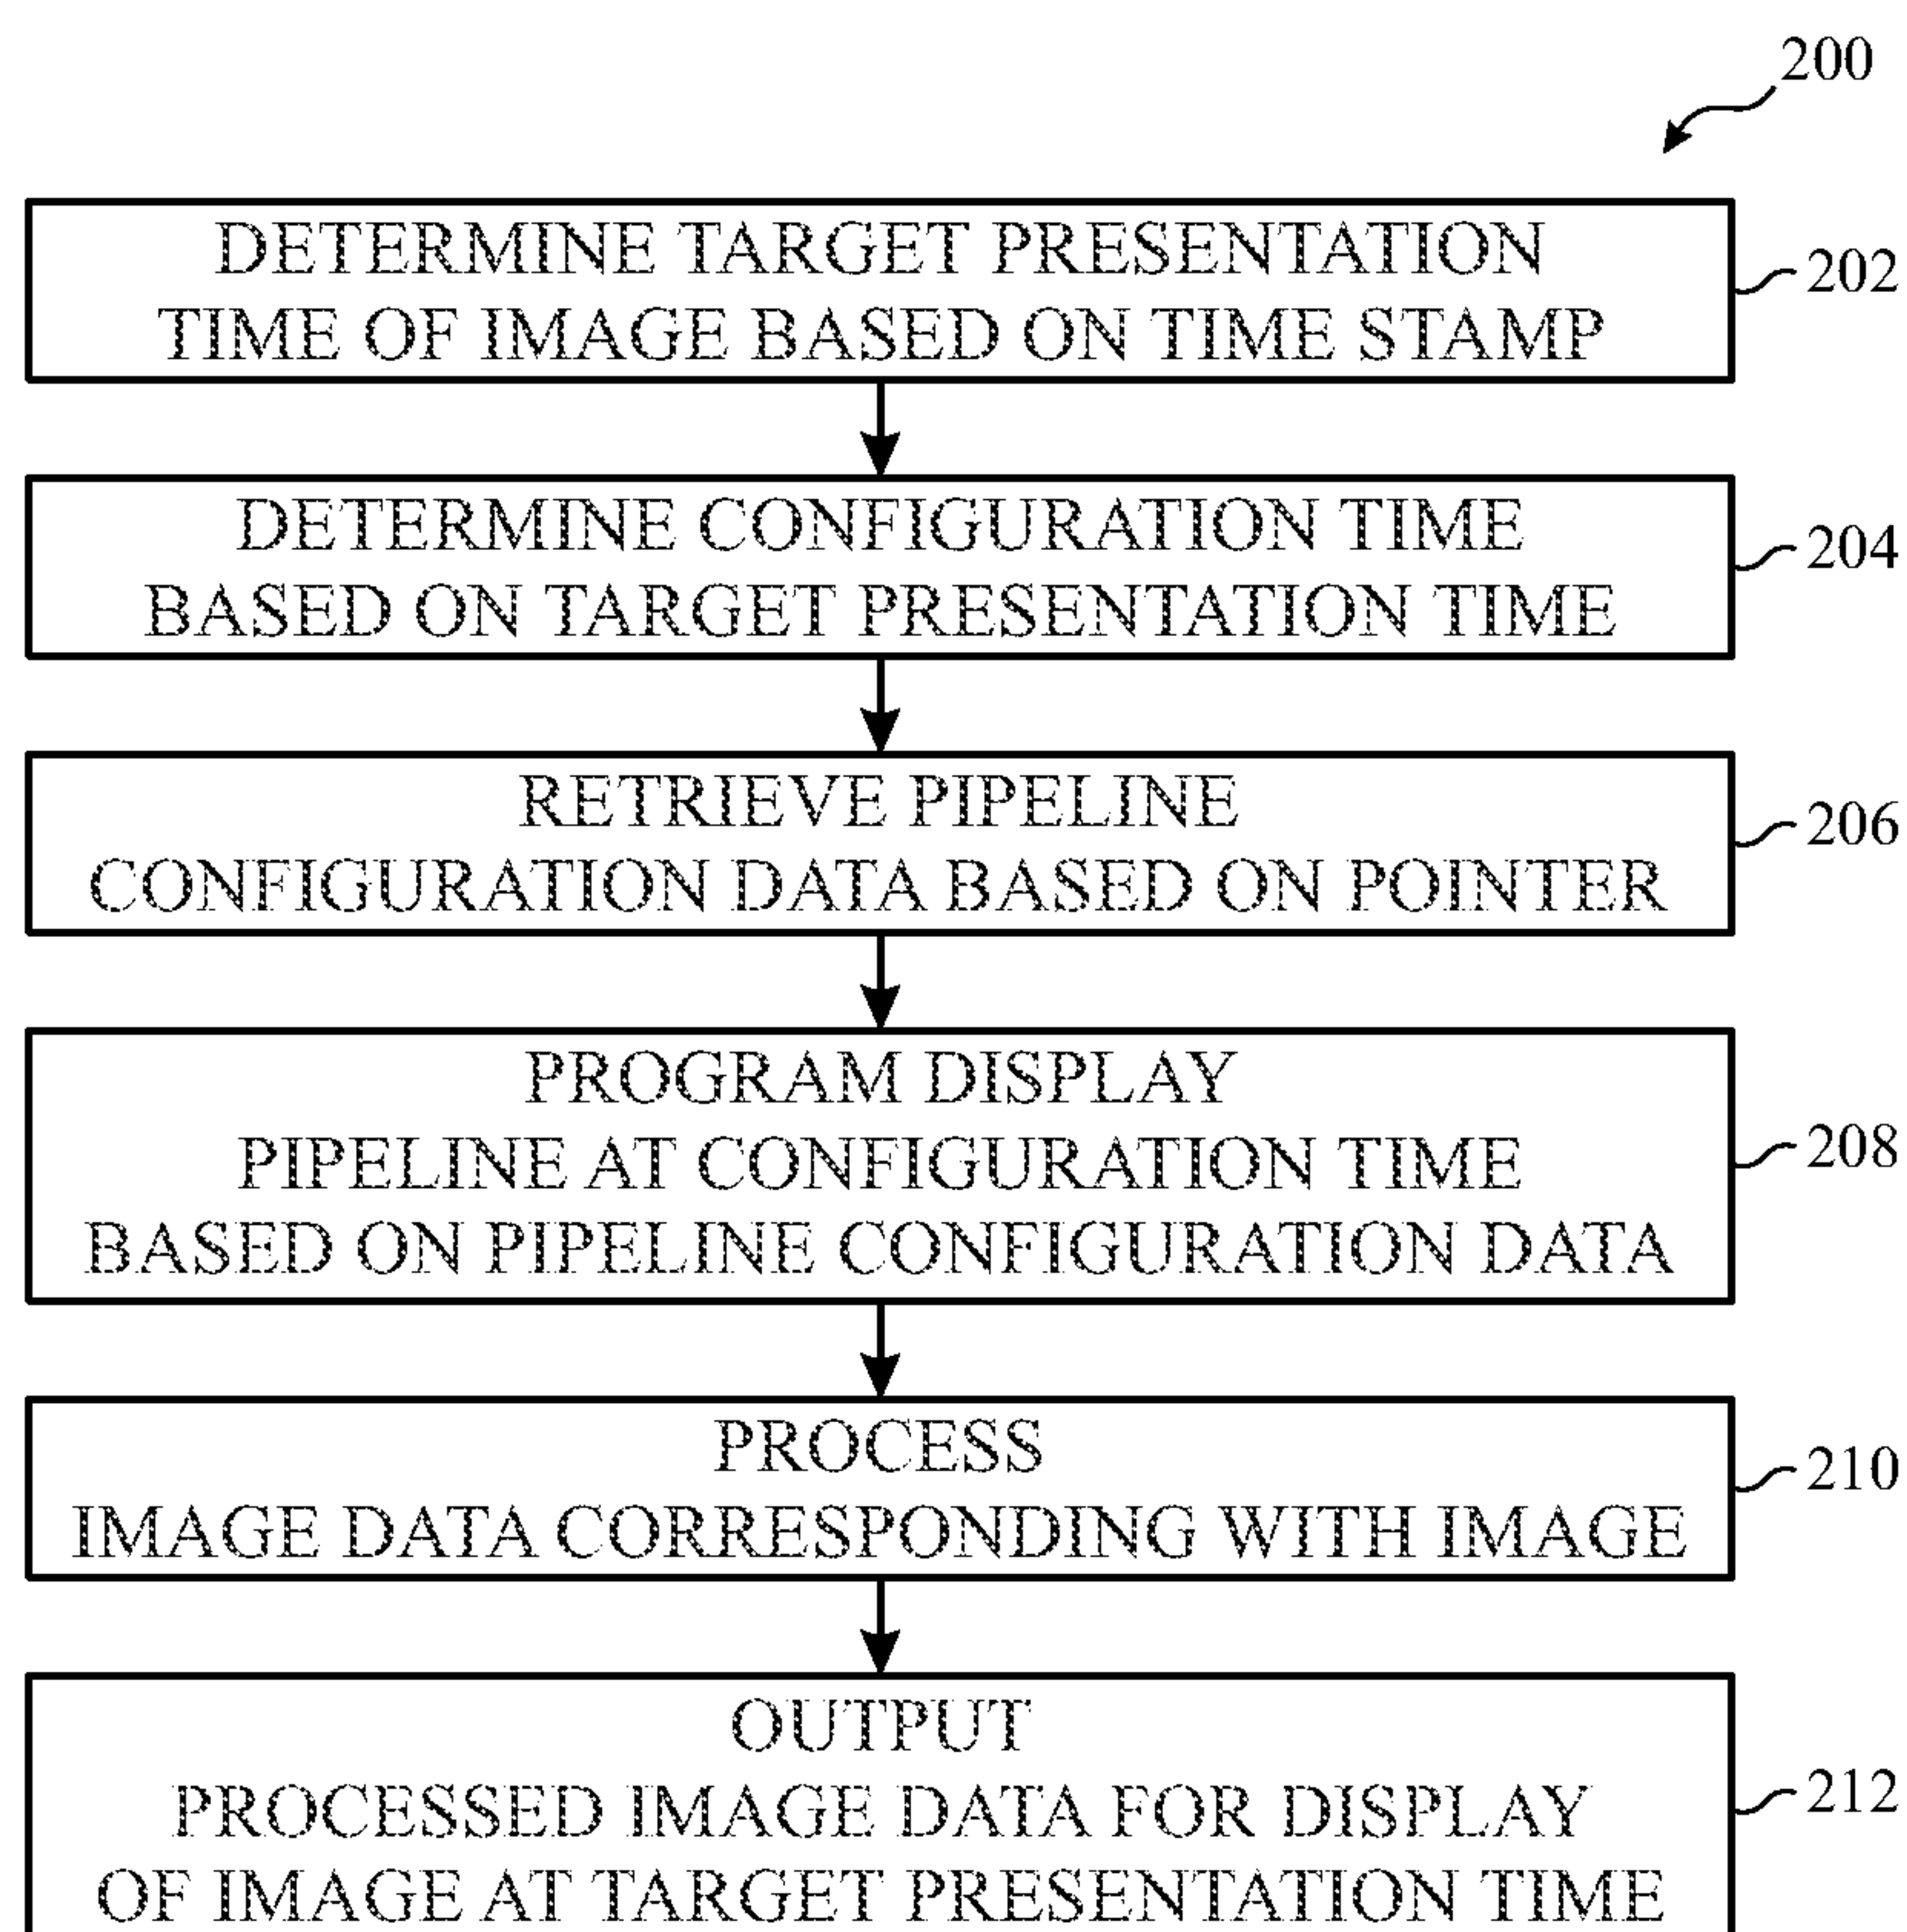 200
DETERMINE TARGET PRESENTATION
TIME OF IMAGE BASED ON TIME STAMP
202
DETERMINE CONFIGURATION TIME
BASED ON TARGET PRESENTATION TIME
204
RETRIEVE PIPELINE
CONFIGURATION DATA BASED ON POINTER
206
PROGRAM DISPLAY
PIPELINE AT CONFIGURATION TIME
BASED ON PIPELINE CONFIGURATION DATA
208
PROCESS
IMAGE DATA CORRESPONDING WITH IMAGE
210
OUTPUT
PROCESSED IMAGE DATA FOR DISPLAY
OF IMAGE AT TARGET PRESENTATION TIME
212